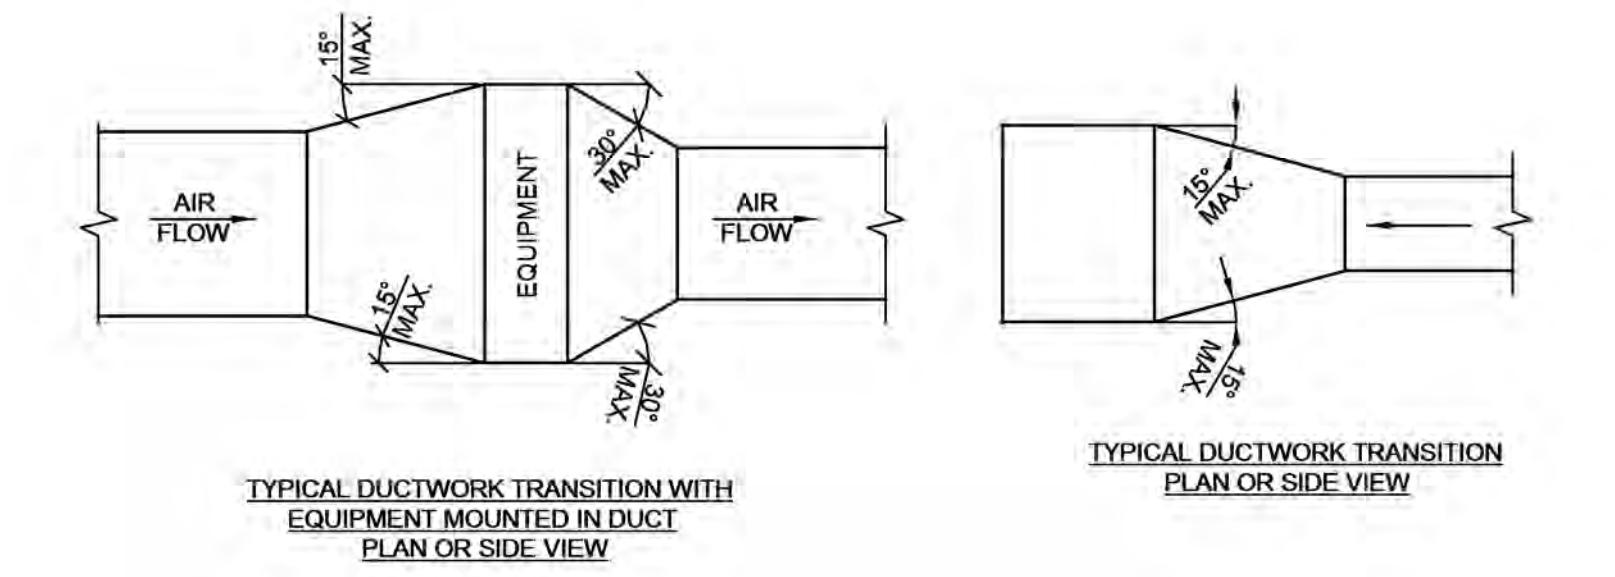 15°
MAX.
30°
MAX.
AIR
FLOW
EQUIPMENT
AIR
FLOW
15°
MAX.
30°
MAX.
TYPICAL DUCTWORK TRANSITION WITH
EQUIPMENT MOUNTED IN DUCT
PLAN OR SIDE VIEW
15°
MAX.
15°
MAX.
TYPICAL DUCTWORK TRANSITION
PLAN OR SIDE VIEW